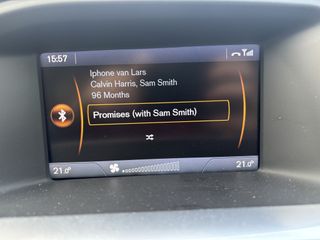 15:57
Iphone van Lars
Calvin Harris, Sam Smith
96 Months
Promises (with Sam Smith)
21.0° 21.0°